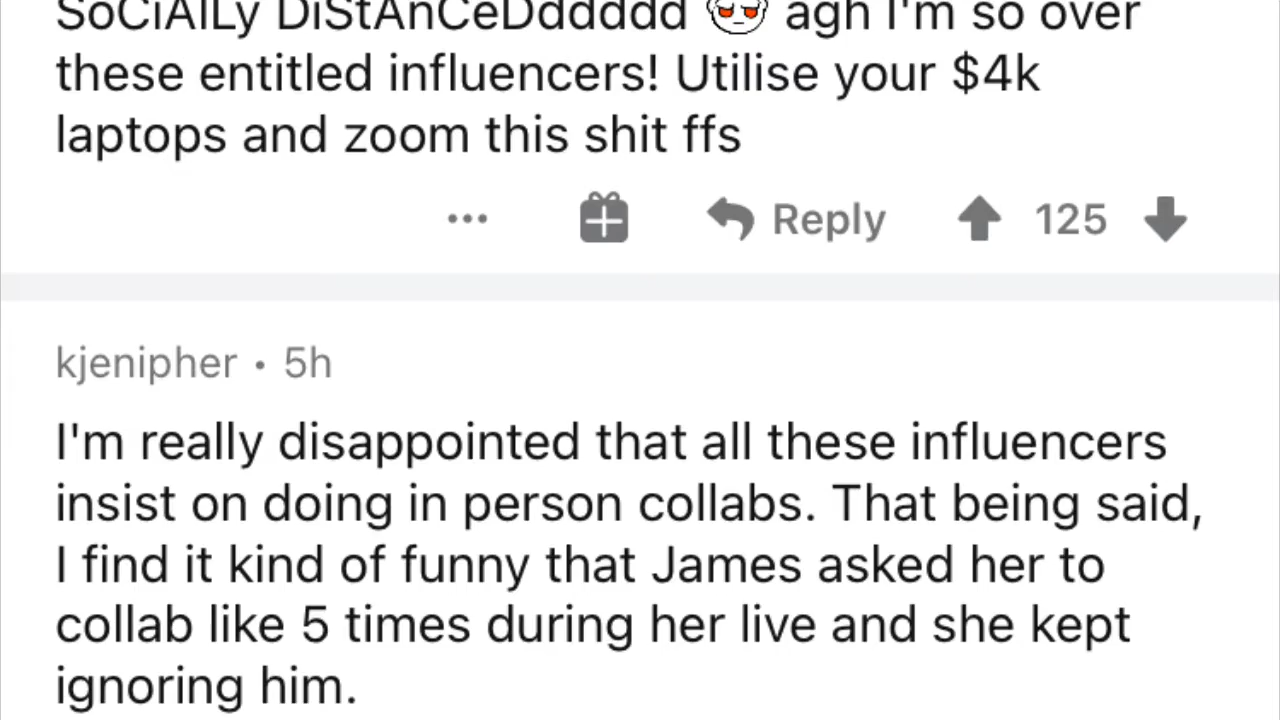 SoCiAlLy DiStAnCeDddddd agh I'm so over
these entitled influencers! Utilise your $4k
laptops and zoom this shit ffs
Reply 125
kjenipher • 5h
I'm really disappointed that all these influencers
insist on doing in person collabs. That being said,
I find it kind of funny that James asked her to
collab like 5 times during her live and she kept
ignoring him.